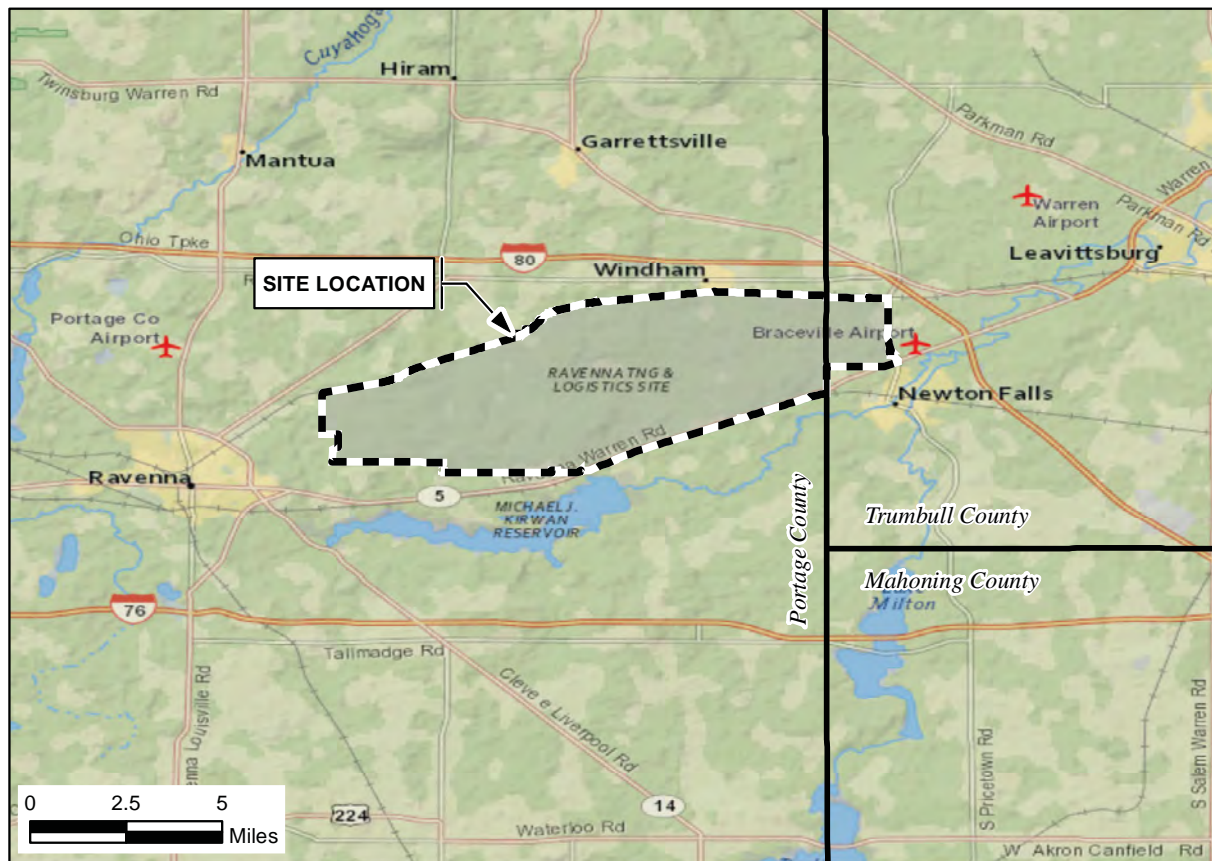 Cuyahoga
Hiram
Twinsburg Warren Rd
Parkman Rd
Garrettsville
Mantua
Warren
Warren
Airport
Parkman Rd
Ohio Tpke
80
Leavittsburg
SITE LOCATION
Windham
Portage Co
Airport
Braceville Airport
RAVENNA TNG &
LOGISTICS SITE
Newton Falls
Ravenna
5
MICHAEL J.
KIRWAN
RESERVOIR
Portage County
Trumbull County
Mahoning County
Milton
76
Tallmadge Rd
Cleve e Liverpool Rd
enna Louisville Rd
S Pricetown Rd
S Salem Warren Rd
0 2.5 5
Miles
224
14
Waterloo Rd
W Akron Canfield Rd